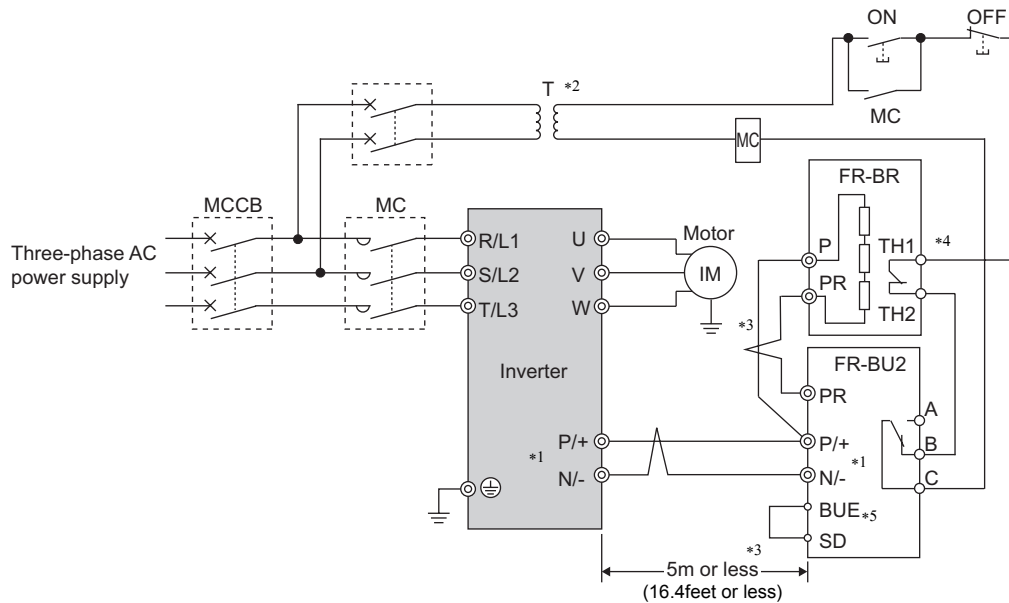 ON
OFF
T *2
MC
MC
FR-BR
MCCB
MC
Three-phase AC
power supply
R/L1
S/L2
T/L3
U
V
W
Motor
IM
P
PR
TH1
*4
TH2
*3
Inverter
FR-BU2
PR
A
P/+
P/+
B
*1
N/-
N/-
*1
C
BUE
*5
SD
*3
5m or less
(16.4feet or less)